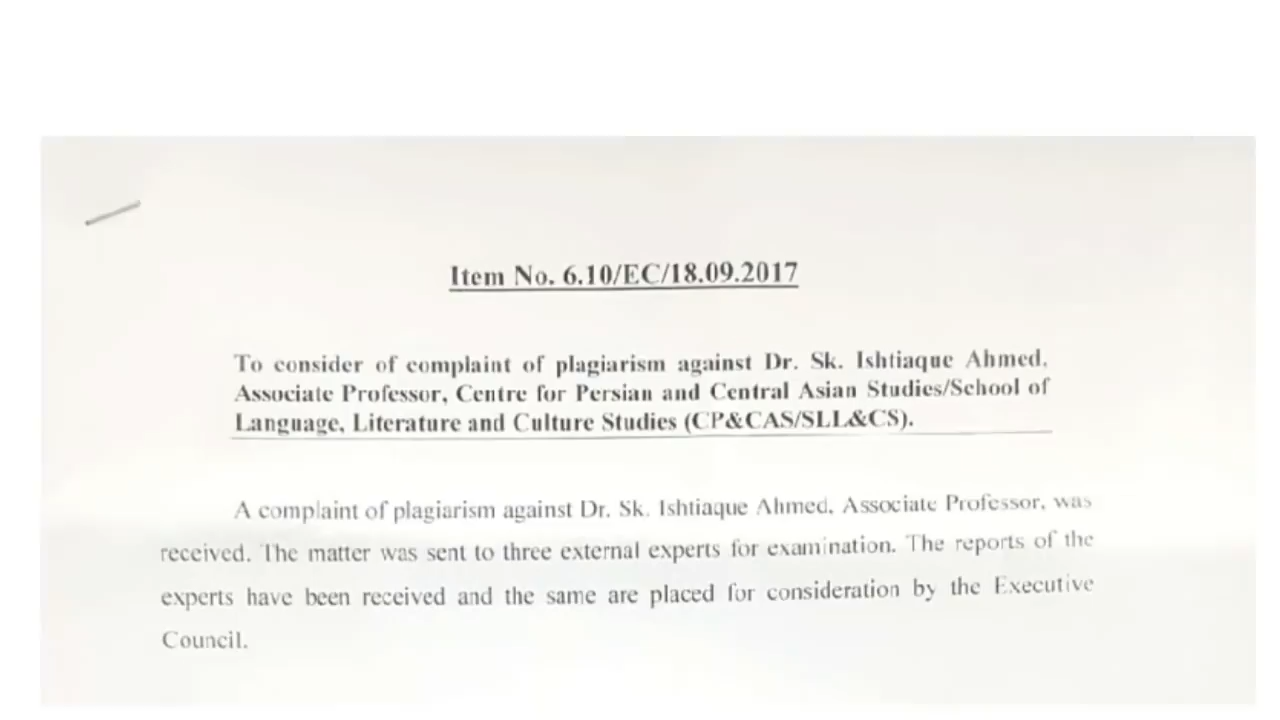 Item No. 6.10/EC/18.09.2017
To consider of complaint of plagiarism against Dr. Sk. Ishtiaque Ahmed,
Associate Professor, Centre for Persian and Central Asian Studies/School of
Language, Literature and Culture Studies (CP&CAS/SLL&CS).
A complaint of plagiarism against Dr. Sk. Ishtiaque Ahmed, Associate Professor, was
received. The matter was sent to three external experts for examination. The reports of the
experts have been received and the same are placed for consideration by the Executive
Council.